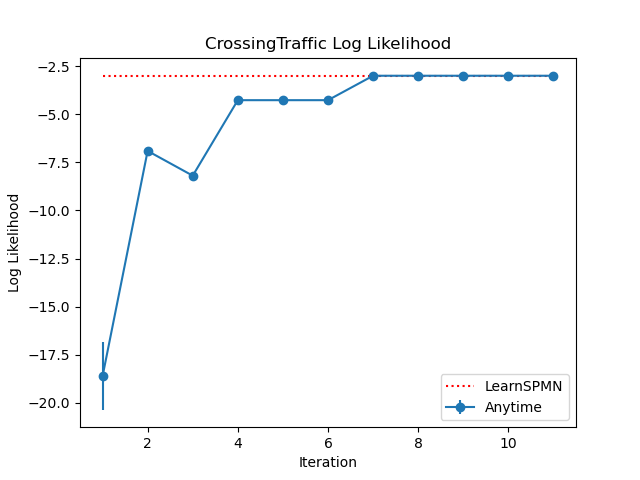 CrossingTraffic Log Likelihood
−2.5
−5.0
−7.5
−10.0
−12.5
−15.0
−17.5
−20.0
Log Likelihood
LearnSPMN
Anytime
2 4 6 8 10
Iteration